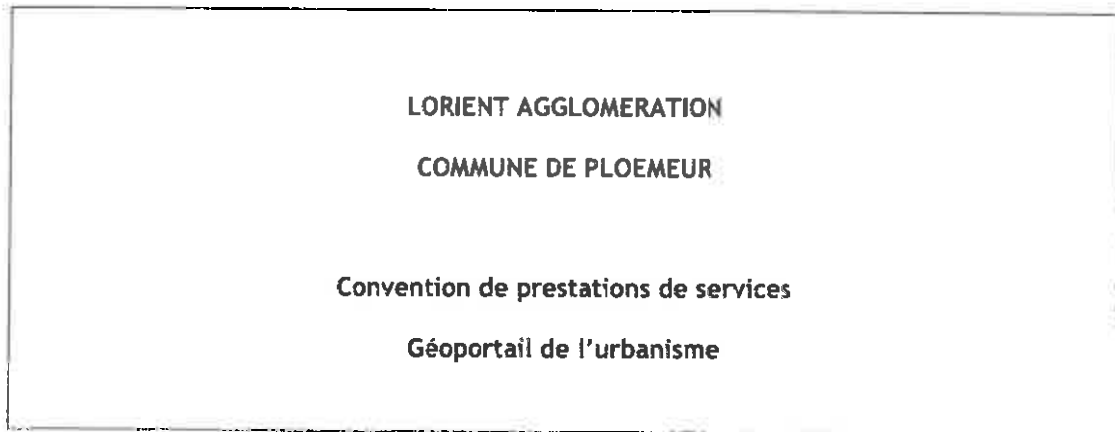 LORIENT AGGLOMERATION
COMMUNE DE PLOEMEUR
Convention de prestations de services
Géoportail de l'urbanisme